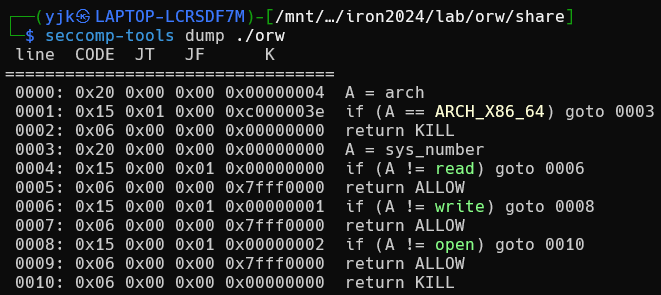 ┌──(yjk㉿LAPTOP-LCRSDF7M)-[/mnt/…/iron2024/lab/orw/share]
└─$ seccomp-tools dump ./orw
 line  CODE  JT   JF      K
=================================
 0000: 0x20 0x00 0x00 0x00000004  A = arch
 0001: 0x15 0x01 0x00 0xc000003e  if (A == ARCH_X86_64) goto 0003
 0002: 0x06 0x00 0x00 0x00000000  return KILL
 0003: 0x20 0x00 0x00 0x00000000  A = sys_number
 0004: 0x15 0x00 0x01 0x00000000  if (A != read) goto 0006
 0005: 0x06 0x00 0x00 0x7fff0000  return ALLOW
 0006: 0x15 0x00 0x01 0x00000001  if (A != write) goto 0008
 0007: 0x06 0x00 0x00 0x7fff0000  return ALLOW
 0008: 0x15 0x00 0x01 0x00000002  if (A != open) goto 0010
 0009: 0x06 0x00 0x00 0x7fff0000  return ALLOW
 0010: 0x06 0x00 0x00 0x00000000  return KILL